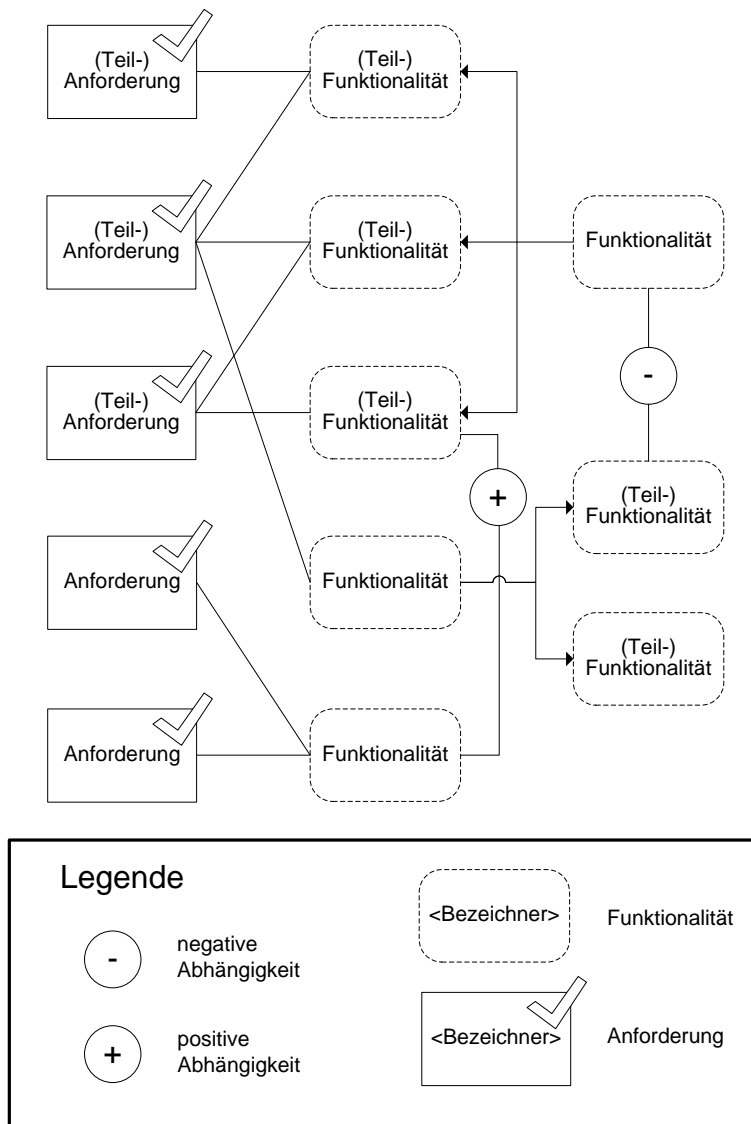 (Teil-)
Anforderung
(Teil-)
Funktionalität
(Teil-)
Anforderung
(Teil-)
Funktionalität
Funktionalität
(Teil-)
Anforderung
(Teil-)
Funktionalität
-
+
(Teil-)
Funktionalität
Anforderung
Funktionalität
(Teil-)
Funktionalität
Anforderung
Funktionalität
Legende
-
negative
Abhängigkeit
<Bezeichner>
Funktionalität
+
positive
Abhängigkeit
<Bezeichner>
Anforderung